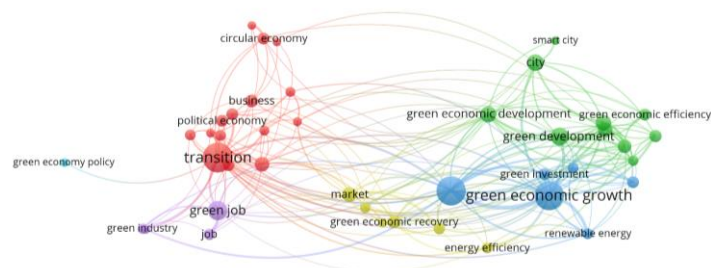 circular economy
smart city
city
business
green economic development
green economic efficiency
political economy
green development
transition
green economy policy
green investment
market
green economic growth
green job
green economic recovery
green industry
job
renewable energy
energy efficiency